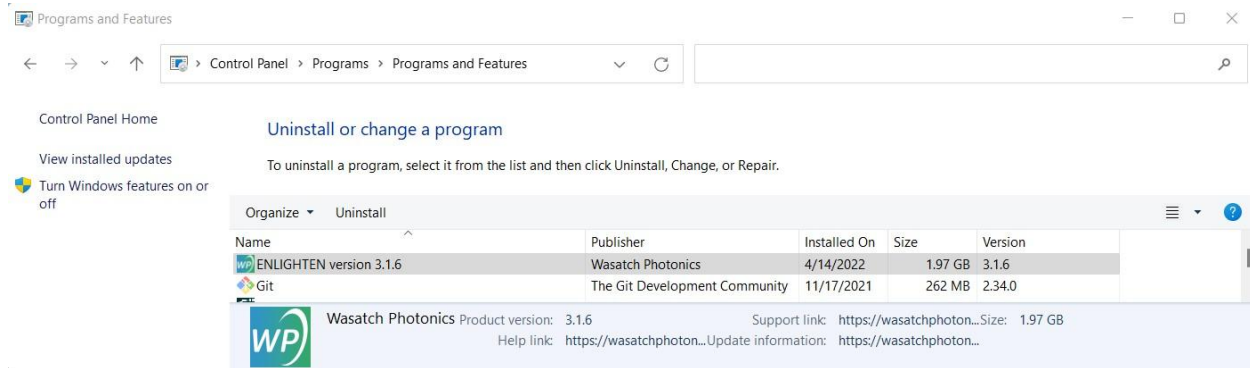 Programs and Features
Control Panel > Programs > Programs and Features
Control Panel Home
View installed updates
Turn Windows features on or
off
Uninstall or change a program
To uninstall a program, select it from the list and then click Uninstall, Change, or Repair.
Organize Uninstall
Name Publisher Installed On Size Version
WP ENLIGHTEN version 3.1.6 Wasatch Photonics 4/14/2022 1.97 GB 3.1.6
Git The Git Development Community 11/17/2021 262 MB 2.34.0
WP Wasatch Photonics Product version: 3.1.6 Support link: https://wasatchphoton... Size: 1.97 GB
Help link: https://wasatchphoton... Update information: https://wasatchphoton...